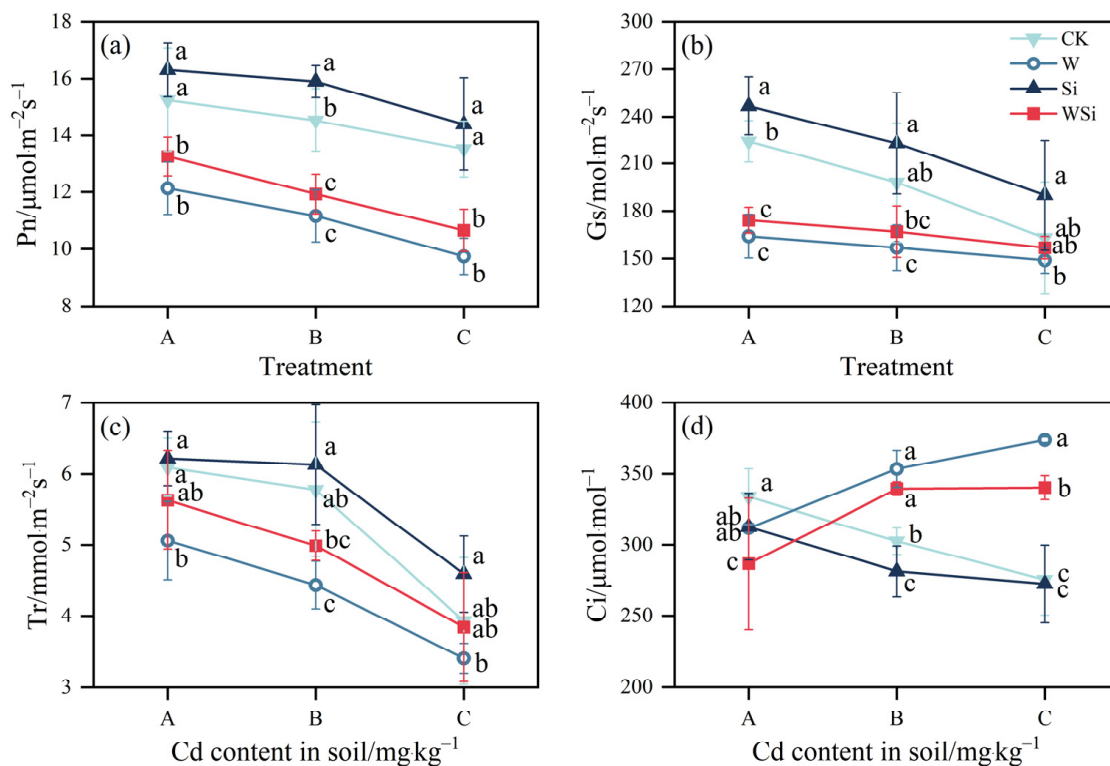 (a)
Pn/μmol·m⁻²s⁻¹
18
16
14
12
10
8
a
a
b
b
a
b
c
c
a
a
b
b
A B C
Treatment
(b)
Gs/mol·m⁻²s⁻¹
300
270
240
210
180
150
120
CK
W
Si
WSi
a
b
c
c
a
ab
bc
c
a
ab
ab
b
A B C
Treatment
(c)
Tr/mmol·m⁻²s⁻¹
7
6
5
4
3
a
a
ab
b
a
ab
bc
c
a
ab
ab
b
A B C
Cd content in soil/mg·kg⁻¹
(d)
Ci/μmol·mol⁻¹
400
350
300
250
200
a
ab
ab
c
a
a
b
c
a
b
c
c
A B C
Cd content in soil/mg·kg⁻¹